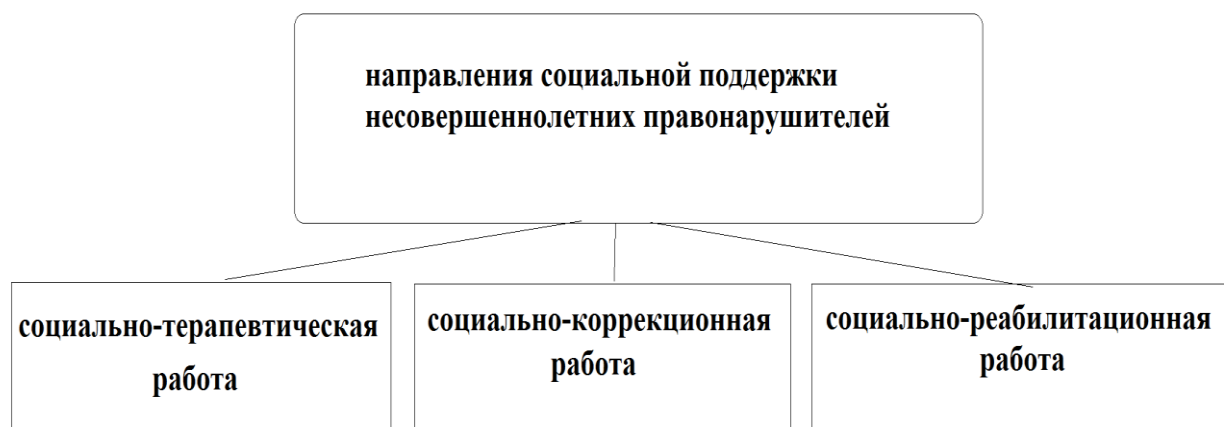 направления социальной поддержки
несовершеннолетних правонарушителей
социально-терапевтическая
работа
социально-коррекционная
работа
социально-реабилитационная
работа